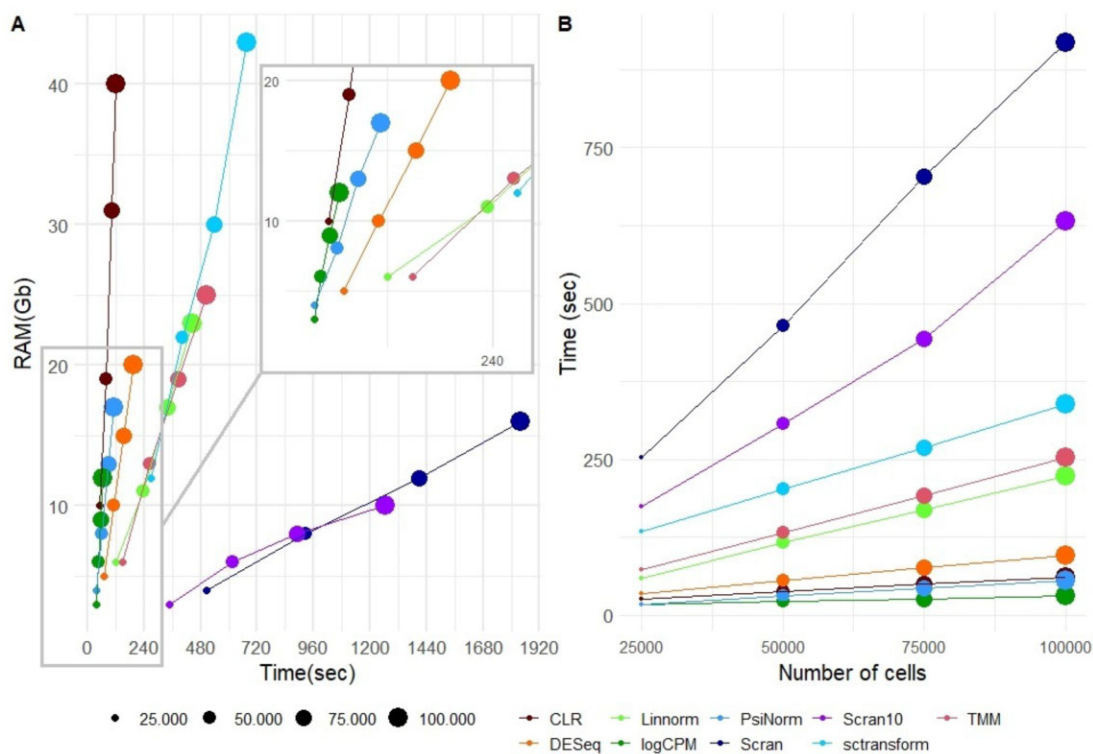 A
B
RAM(Gb)
40
30
20
10
20
10
240
0 240 480 720 960 1200 1440 1680 1920
Time(sec)
Time (sec)
750
500
250
0
25000 50000 75000 100000
Number of cells
25.000 50.000 75.000 100.000
CLR Linnorm PsiNorm Scran10 TMM
DESeq logCPM Scran sctransform